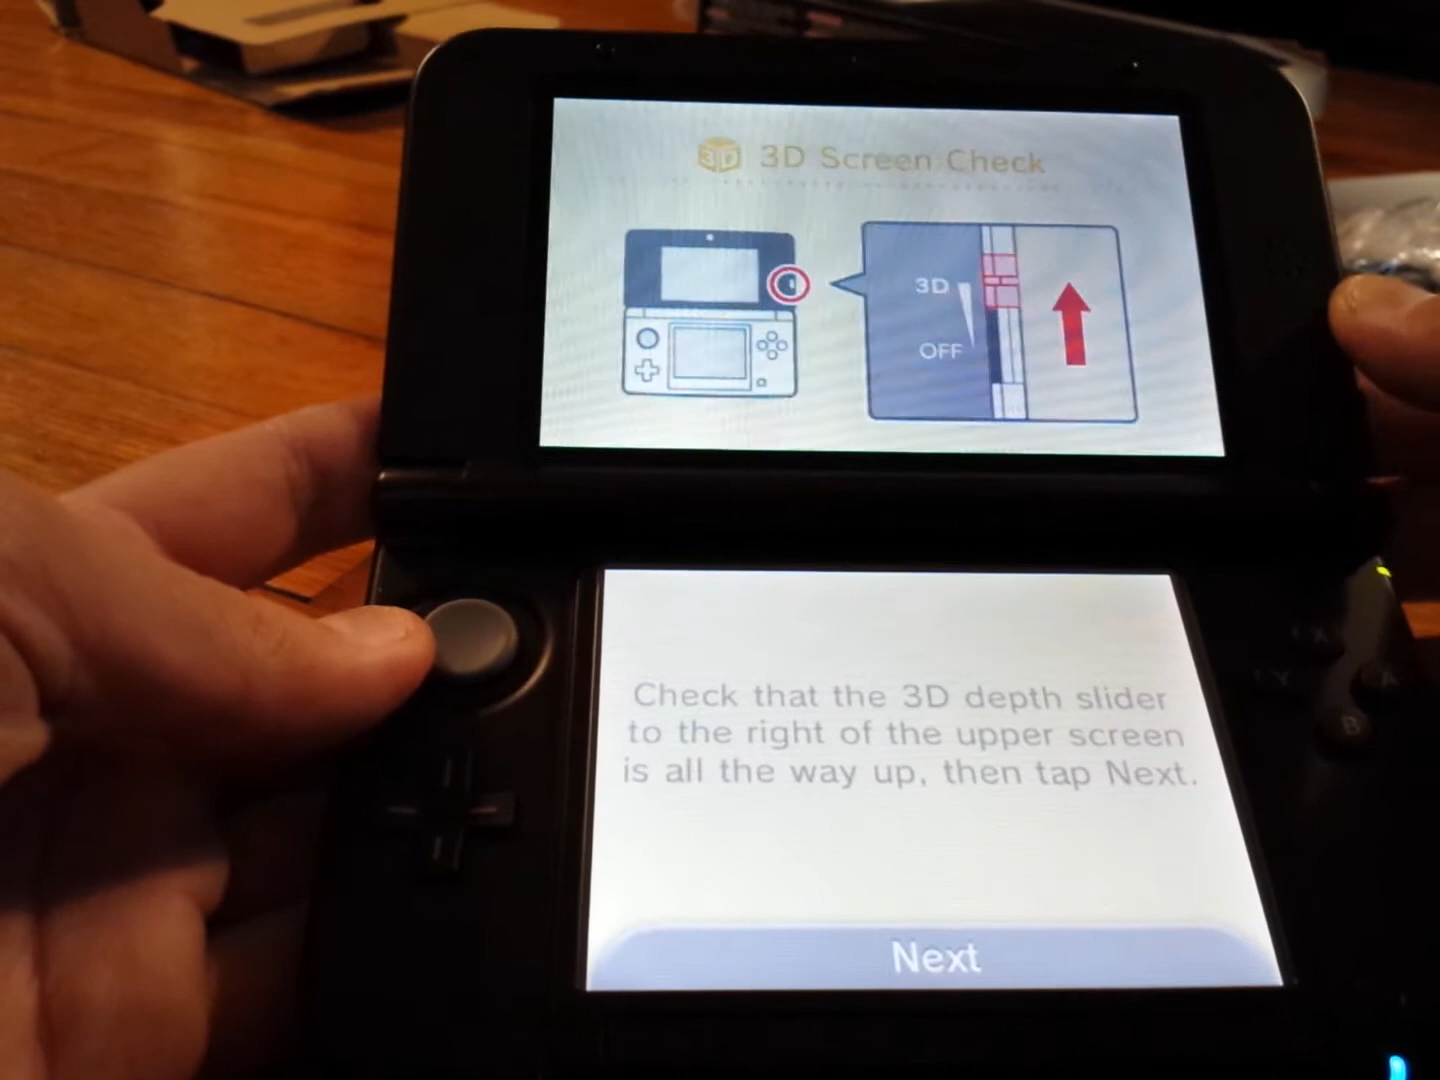 3D 3D Screen Check
3D
OFF
Check that the 3D depth slider
to the right of the upper screen
is all the way up, then tap Next.
Next
X
Y
A
B